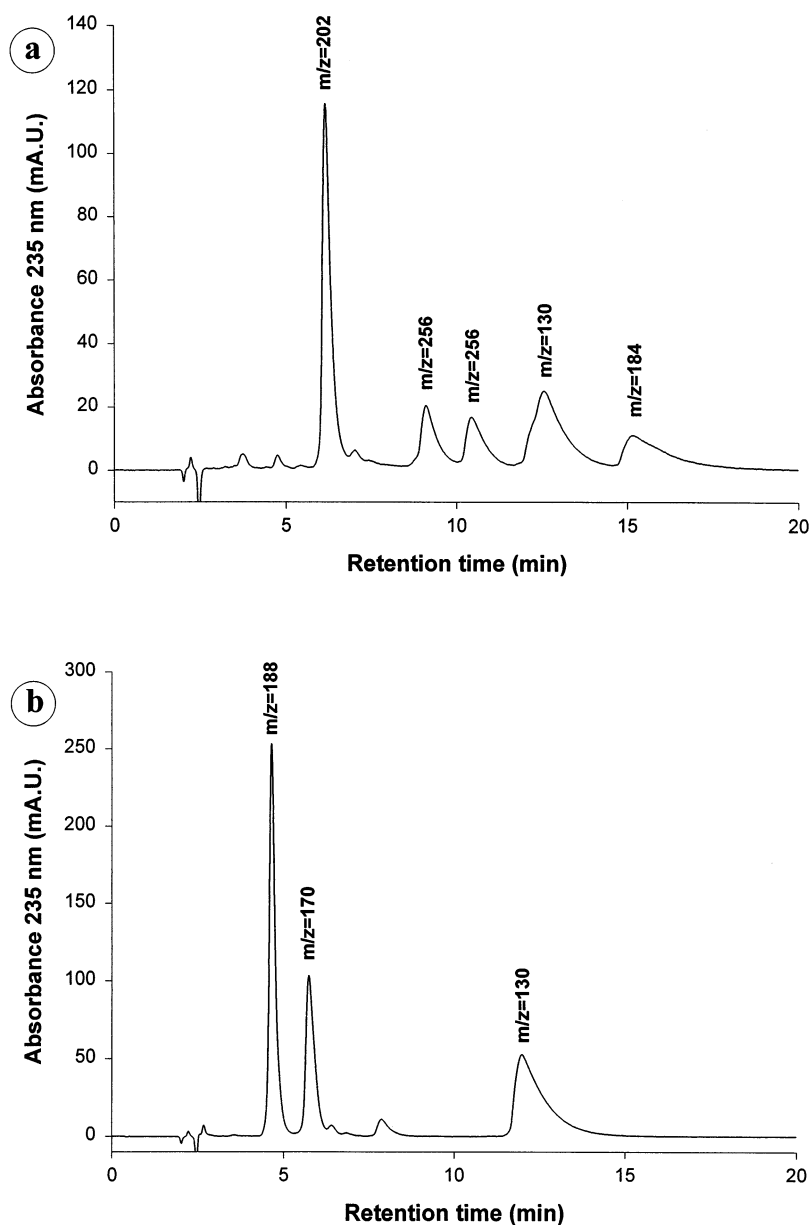 a
140
120
100
80
60
40
20
0
Absorbance 235 nm (mA.U.)
m/z=202
m/z=256
m/z=256
m/z=130
m/z=184
0 5 10 15 20
Retention time (min)
b
300
250
200
150
100
50
0
Absorbance 235 nm (mA.U.)
m/z=188
m/z=170
m/z=130
0 5 10 15 20
Retention time (min)